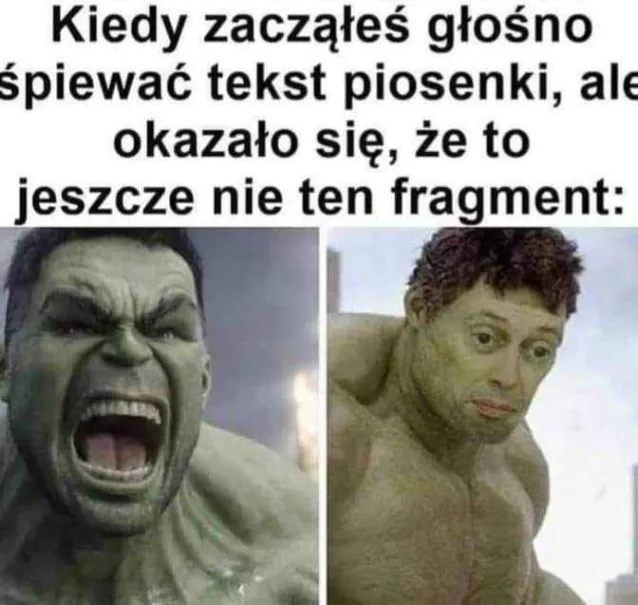 Kiedy zacząłeś głośno
śpiewać tekst piosenki, ale
okazało się, że to
jeszcze nie ten fragment: